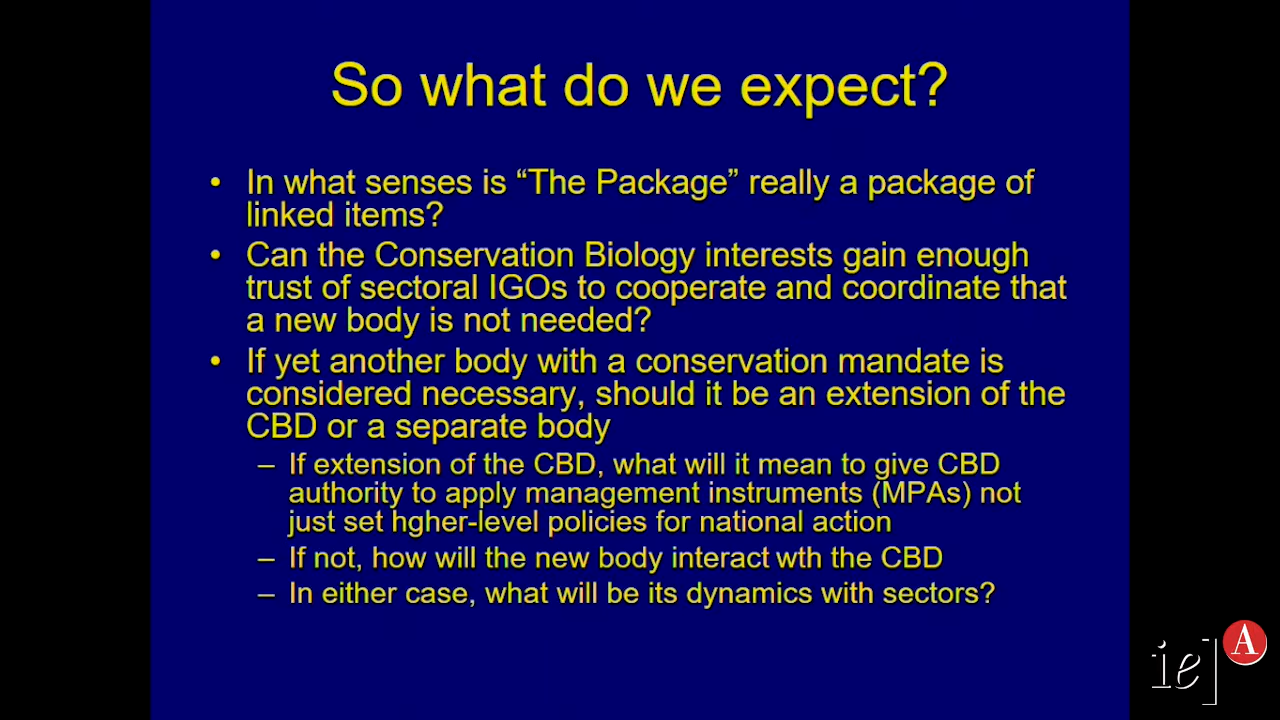 So what do we expect?
• In what senses is “The Package” really a package of
linked items?
• Can the Conservation Biology interests gain enough
trust of sectoral IGOs to cooperate and coordinate that
a new body is not needed?
• If yet another body with a conservation mandate is
considered necessary, should it be an extension of the
CBD or a separate body
– If extension of the CBD, what will it mean to give CBD
authority to apply management instruments (MPAs) not
just set hgher-level policies for national action
– If not, how will the new body interact wth the CBD
– In either case, what will be its dynamics with sectors?
ie]
A